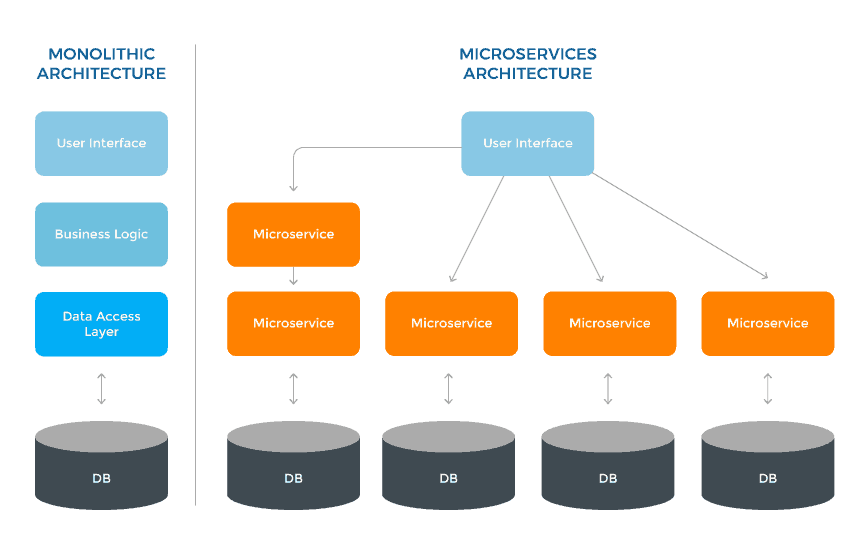 MONOLITHIC
ARCHITECTURE
User Interface
Business Logic
Data Access
Layer
DB
MICROSERVICES
ARCHITECTURE
User Interface
Microservice
Microservice
Microservice
Microservice
Microservice
DB
DB
DB
DB